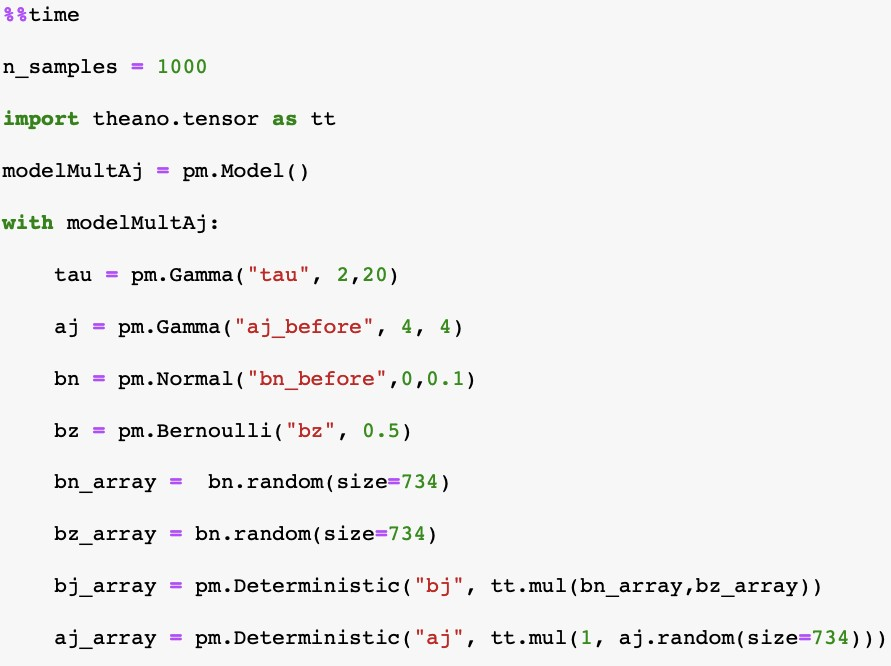 %%time
n_samples = 1000
import theano.tensor as tt
modelMultAj = pm.Model()
with modelMultAj:
    tau = pm.Gamma("tau", 2,20)
    aj = pm.Gamma("aj_before", 4, 4)
    bn = pm.Normal("bn_before",0,0.1)
    bz = pm.Bernoulli("bz", 0.5)
    bn_array =  bn.random(size=734)
    bz_array = bn.random(size=734)
    bj_array = pm.Deterministic("bj", tt.mul(bn_array,bz_array))
    aj_array = pm.Deterministic("aj", tt.mul(1, aj.random(size=734)))